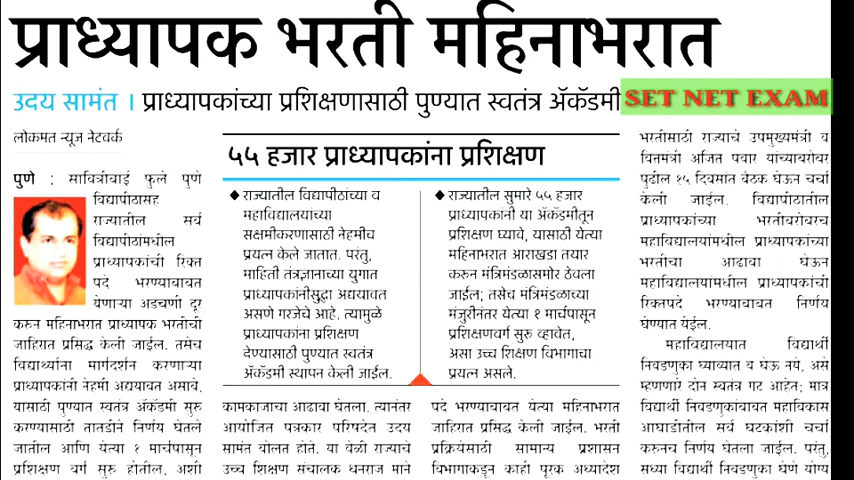 प्राध्यापक भरती महिनाभरात
उदय सामंत । प्राध्यापकांच्या प्रशिक्षणासाठी पुण्यात स्वतंत्र अ‍ॅकॅडमी
SET NET EXAM
लोकमत न्यूज नेटवर्क
पुणे : सावित्रीबाई फुले पुणे
विद्यापीठासह
राज्यातील सर्व
विद्यापीठांमधील
प्राध्यापकांची रिक्त
पदे भरण्याबाबत
येणाऱ्या अडचणी दूर
करुन महिनाभरात प्राध्यापक भरतीची
जाहिरात प्रसिद्ध केली जाईल. तसेच
विद्यार्थ्यांना मार्गदर्शन करणाऱ्या
प्राध्यापकांनी नेहमी अद्ययावत असावे,
यासाठी पुण्यात स्वतंत्र अ‍ॅकॅडमी सुरू
करण्यासाठी तातडीने निर्णय घेतले
जातील आणि येत्या १ मार्चपासून
प्रशिक्षण वर्ग सुरू होतील, अशी
५५ हजार प्राध्यापकांना प्रशिक्षण
◆ राज्यातील विद्यापीठांच्या व
महाविद्यालयांच्या
सक्षमीकरणासाठी नेहमीच
प्रयत्न केले जातात. परंतु,
माहिती तंत्रज्ञानाच्या युगात
प्राध्यापकांनीसुद्धा अद्ययावत
असणे गरजेचे आहे. त्यामुळे
प्राध्यापकांना प्रशिक्षण
देण्यासाठी पुण्यात स्वतंत्र
अ‍ॅकॅडमी स्थापन केली जाईल.
◆ राज्यातील सुमारे ५५ हजार
प्राध्यापकांनी या अ‍ॅकॅडमीतून
प्रशिक्षण घ्यावे, यासाठी येत्या
महिनाभरात आराखडा तयार
करुन मंत्रिमंडळासमोर ठेवला
जाईल; तसेच मंत्रिमंडळाच्या
मंजुरीनंतर येत्या १ मार्चपासून
प्रशिक्षणवर्ग सुरु व्हावेत,
असा उच्च शिक्षण विभागाचा
प्रयत्न असले.
कामकाजाचा आढावा घेतला. त्यानंतर
आयोजित पत्रकार परिषदेत उदय
सामंत बोलत होते. या वेळी राज्याचे
उच्च शिक्षण संचालक धनराज माने
पदे भरण्याबाबत येत्या महिनाभरात
जाहिरात प्रसिद्ध केली जाईल. भरती
प्रक्रियेसाठी सामान्य प्रशासन
विभागाकडून काही पूरक अध्यादेश
भरतीसाठी राज्याचे उपमुख्यमंत्री व
वित्तमंत्री अजित पवार यांच्याबरोबर
पुढील १५ दिवसांत बैठक घेऊन चर्चा
केली जाईल. विद्यापीठातील
प्राध्यापकांच्या भरतीबरोबरच
महाविद्यालयांमधील प्राध्यापकांच्या
भरतीचा आढावा घेऊन
महाविद्यालयांमधील प्राध्यापकांची
रिक्तपदे भरण्याबाबत निर्णय
घेण्यात येईल.
महाविद्यालयात विद्यार्थी
निवडणुका घ्याव्यात व घेऊ नये, असे
म्हणणारे दोन स्वतंत्र गट आहेत; मात्र
विद्यार्थी निवडणुकांबाबत महाविकास
आघाडीतील सर्व घटकांशी चर्चा
करुनच निर्णय घेतला जाईल. परंतु,
सध्या विद्यार्थी निवडणुका घेणे योग्य